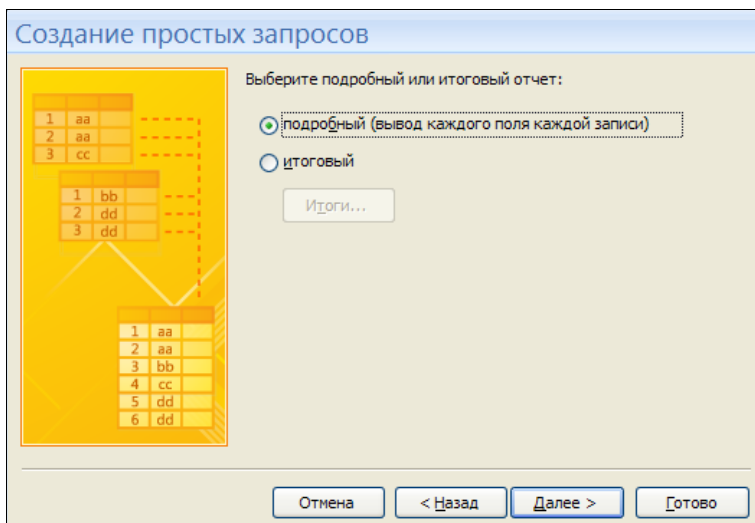 Создание простых запросов
Выберите подробный или итоговый отчет:
подробный (вывод каждого поля каждой записи)
итоговый
Итоги...
1 aa
2 aa
3 cc
1 bb
2 dd
3 dd
1 aa
2 aa
3 bb
4 cc
5 dd
6 dd
Отмена
< Назад
Далее >
Готово